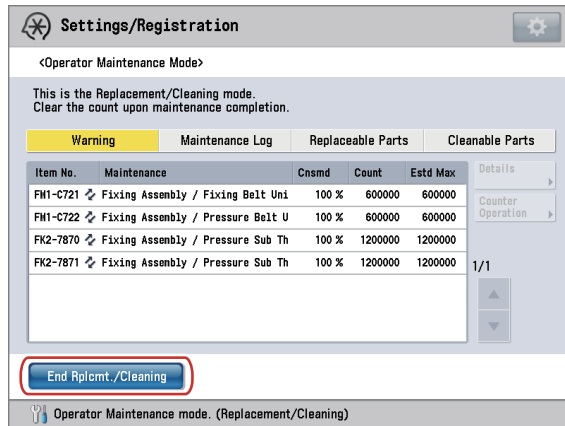 Settings/Registration
<Operator Maintenance Mode>
This is the Replacement/Cleaning mode.
Clear the count upon maintenance completion.
Warning Maintenance Log Replaceable Parts Cleanable Parts
Item No. Maintenance Cnsmd Count Estd Max
FM1-C721 Fixing Assembly / Fixing Belt Uni 100 % 600000 600000
FM1-C722 Fixing Assembly / Pressure Belt U 100 % 600000 600000
FK2-7870 Fixing Assembly / Pressure Sub Th 100 % 1200000 1200000
FK2-7871 Fixing Assembly / Pressure Sub Th 100 % 1200000 1200000
Details
Counter
Operation
1/1
End Rplcmt./Cleaning
Operator Maintenance mode. (Replacement/Cleaning)